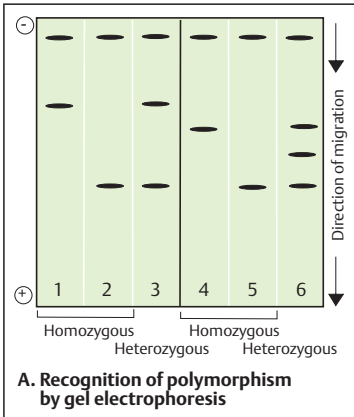 −
Direction of migration
1 2 3 4 5 6
+
Homozygous Homozygous
Heterozygous Heterozygous
A. Recognition of polymorphism
by gel electrophoresis